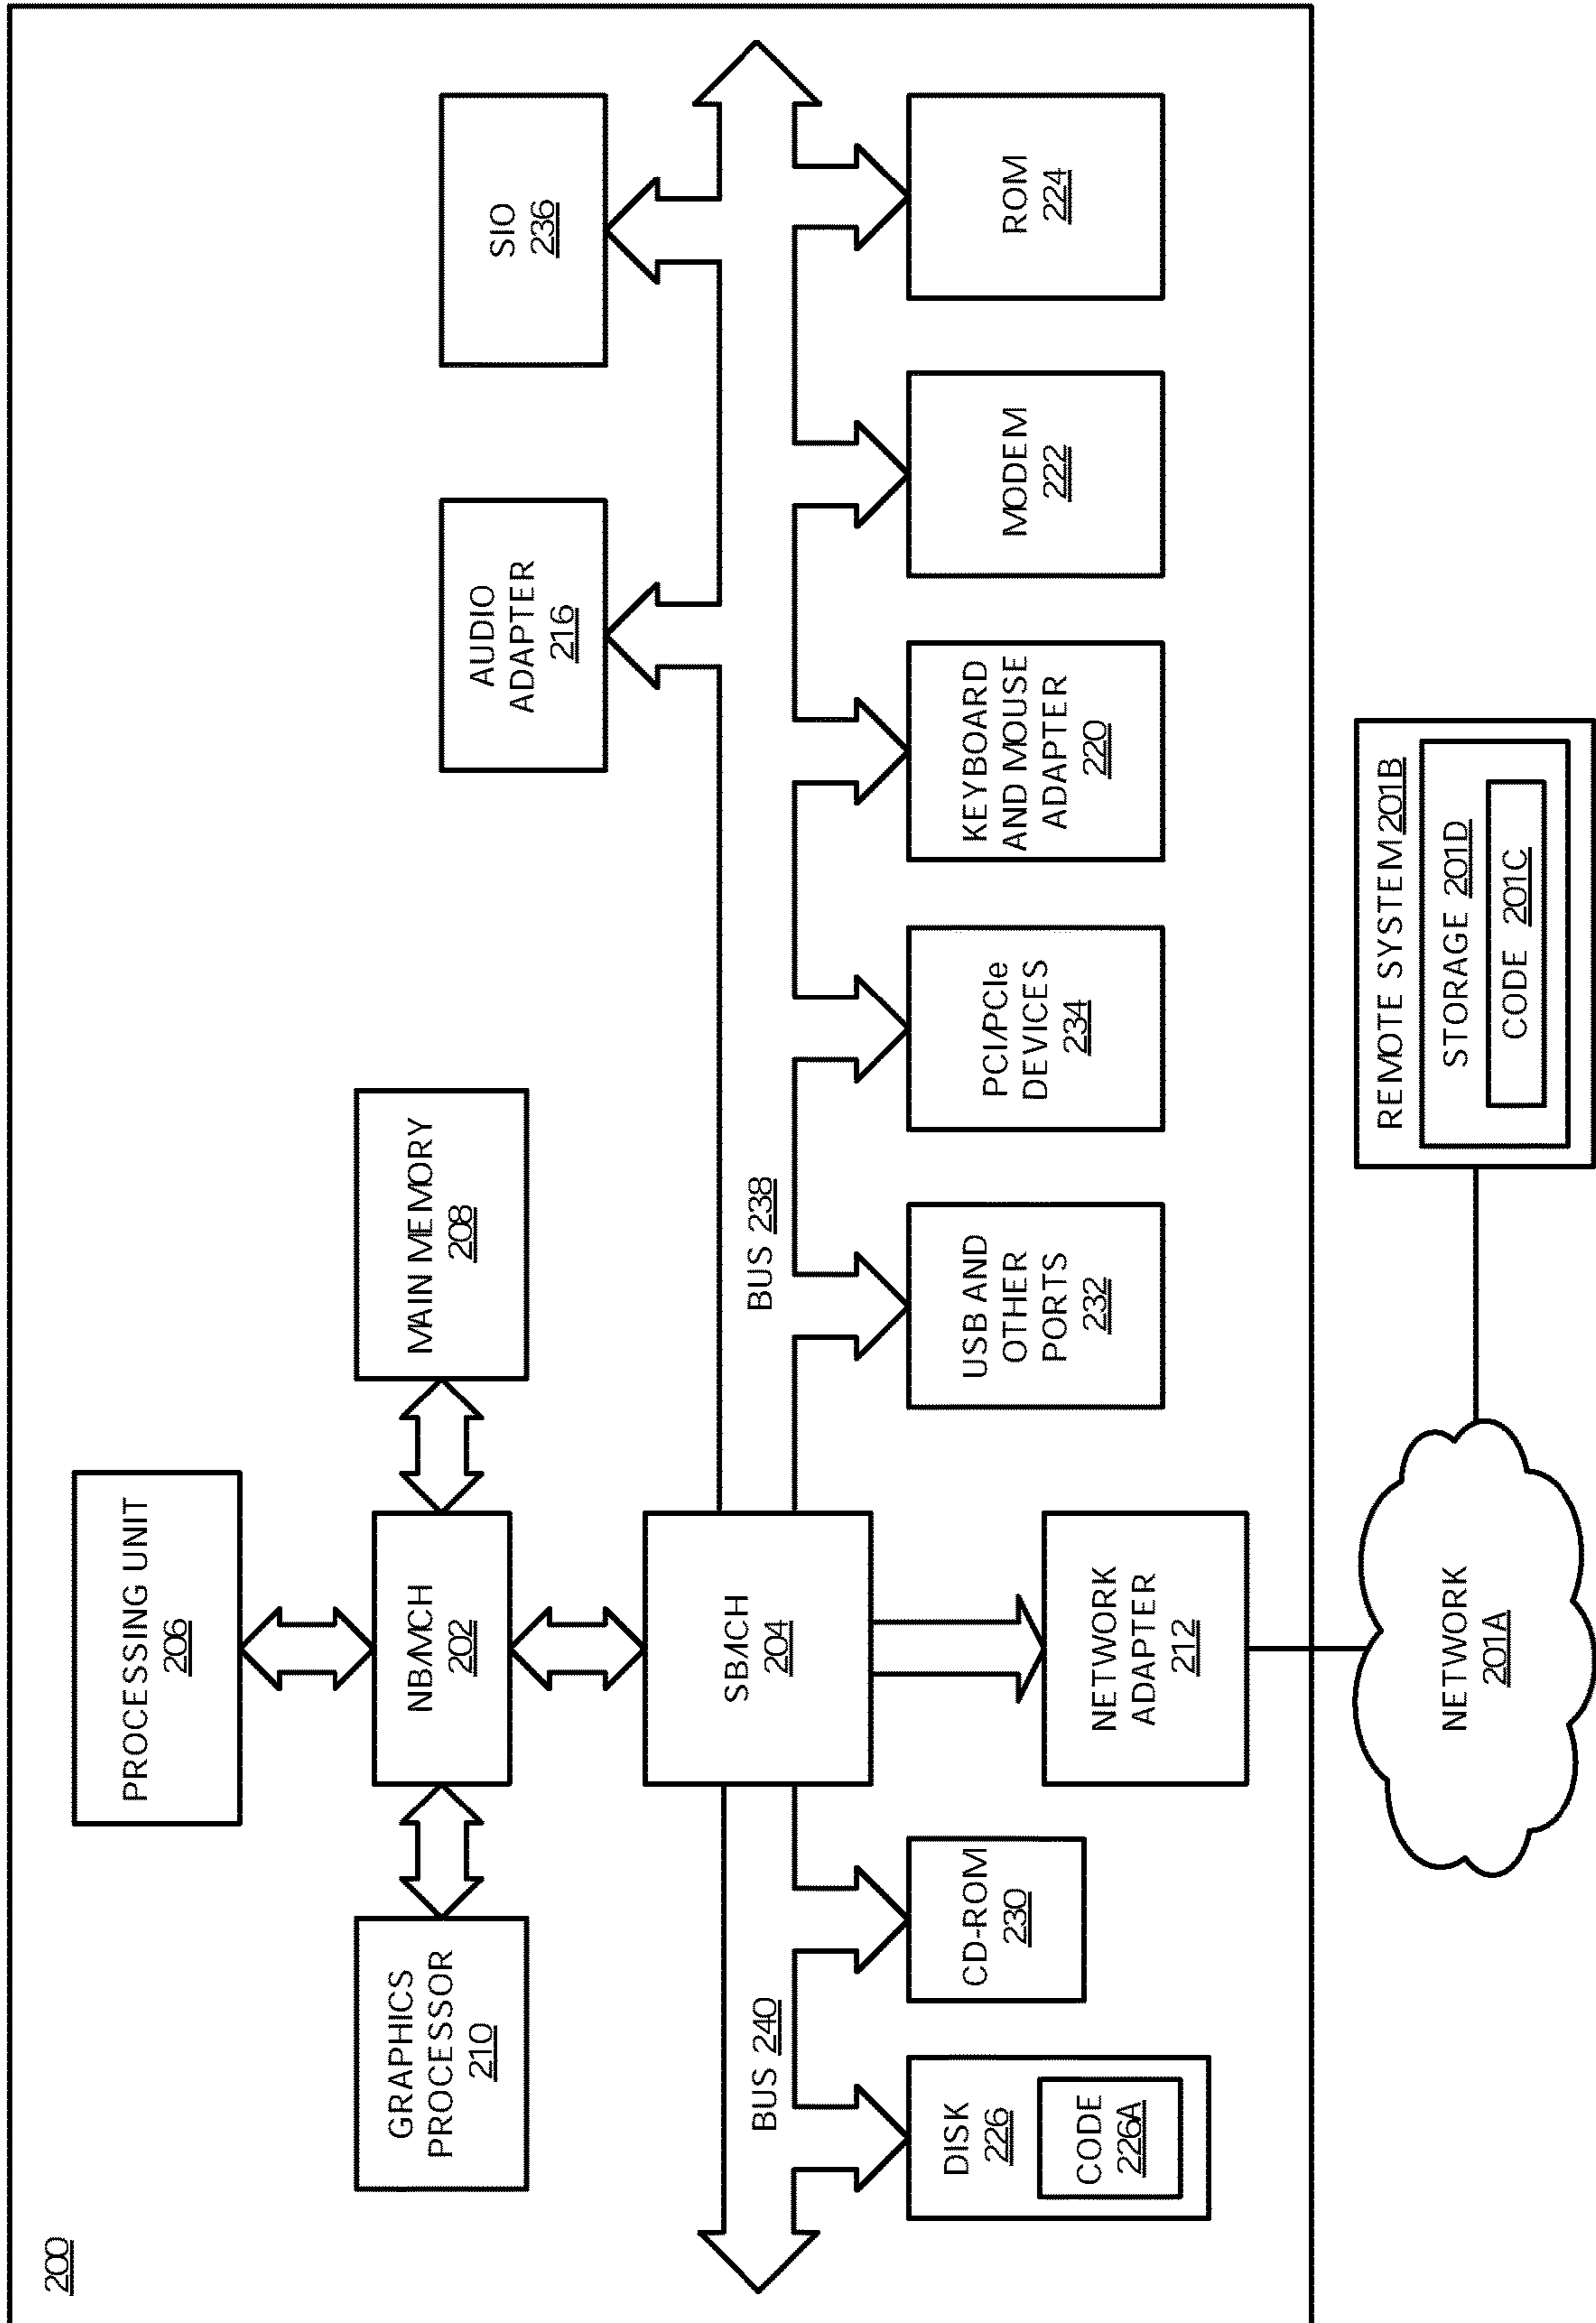 200
PROCESSING UNIT
206
GRAPHICS
PROCESSOR
210
NB/MCH
202
MAIN MEMORY
208
AUDIO
ADAPTER
216
SIO
236
SB/ICH
204
BUS 240
BUS 238
DISK
226
CODE
226A
CD-ROM
230
NETWORK
ADAPTER
212
USB AND
OTHER
PORTS
232
PCI/PCIe
DEVICES
234
KEYBOARD
AND MOUSE
ADAPTER
220
MODEM
222
ROM
224
NETWORK
201A
REMOTE SYSTEM 201B
STORAGE 201D
CODE 201C